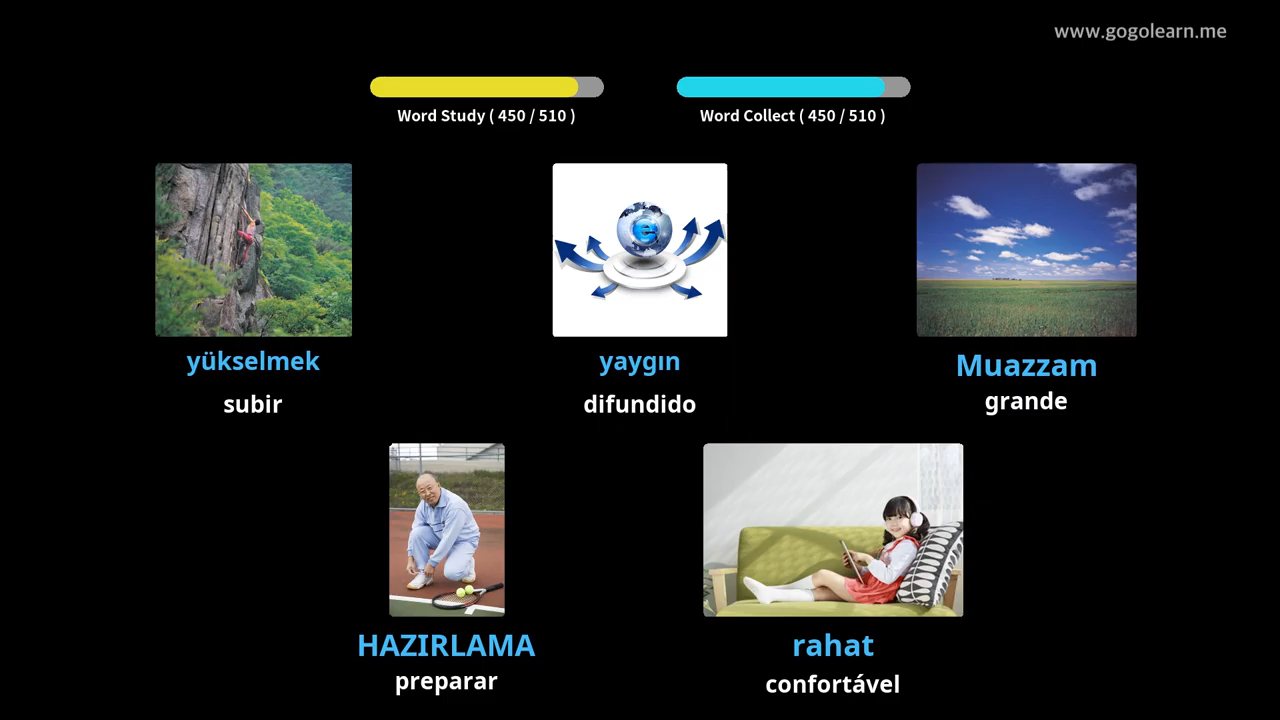 www.gogolearn.me
Word Study ( 450 / 510 )
Word Collect ( 450 / 510 )
e
yükselmek
yaygın
Muazzam
subir
difundido
grande
HAZIRLAMA
rahat
preparar
confortável